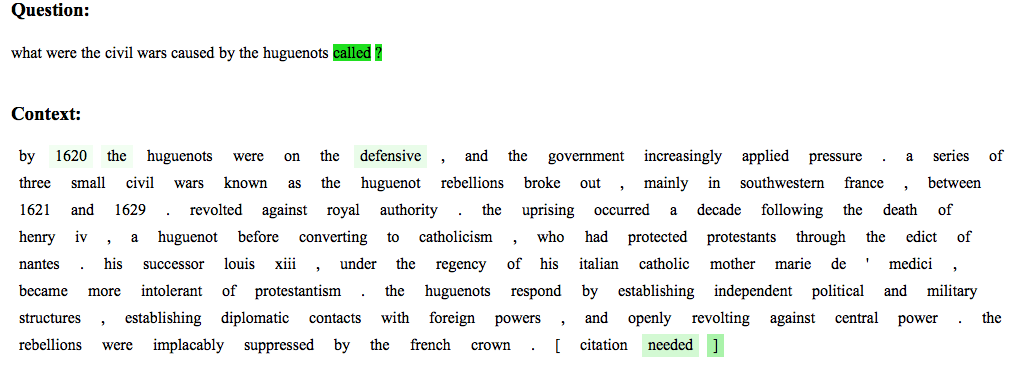 Question:
what were the civil wars caused by the huguenots called ?
Context:
by 1620 the huguenots were on the defensive , and the government increasingly applied pressure . a series of
three small civil wars known as the huguenot rebellions broke out , mainly in southwestern france , between
1621 and 1629 . revolted against royal authority . the uprising occurred a decade following the death of
henry iv , a huguenot before converting to catholicism , who had protected protestants through the edict of
nantes . his successor louis xiii , under the regency of his italian catholic mother marie de ' medici ,
became more intolerant of protestantism . the huguenots respond by establishing independent political and military
structures , establishing diplomatic contacts with foreign powers , and openly revolting against central power . the
rebellions were implacably suppressed by the french crown . [ citation needed ]